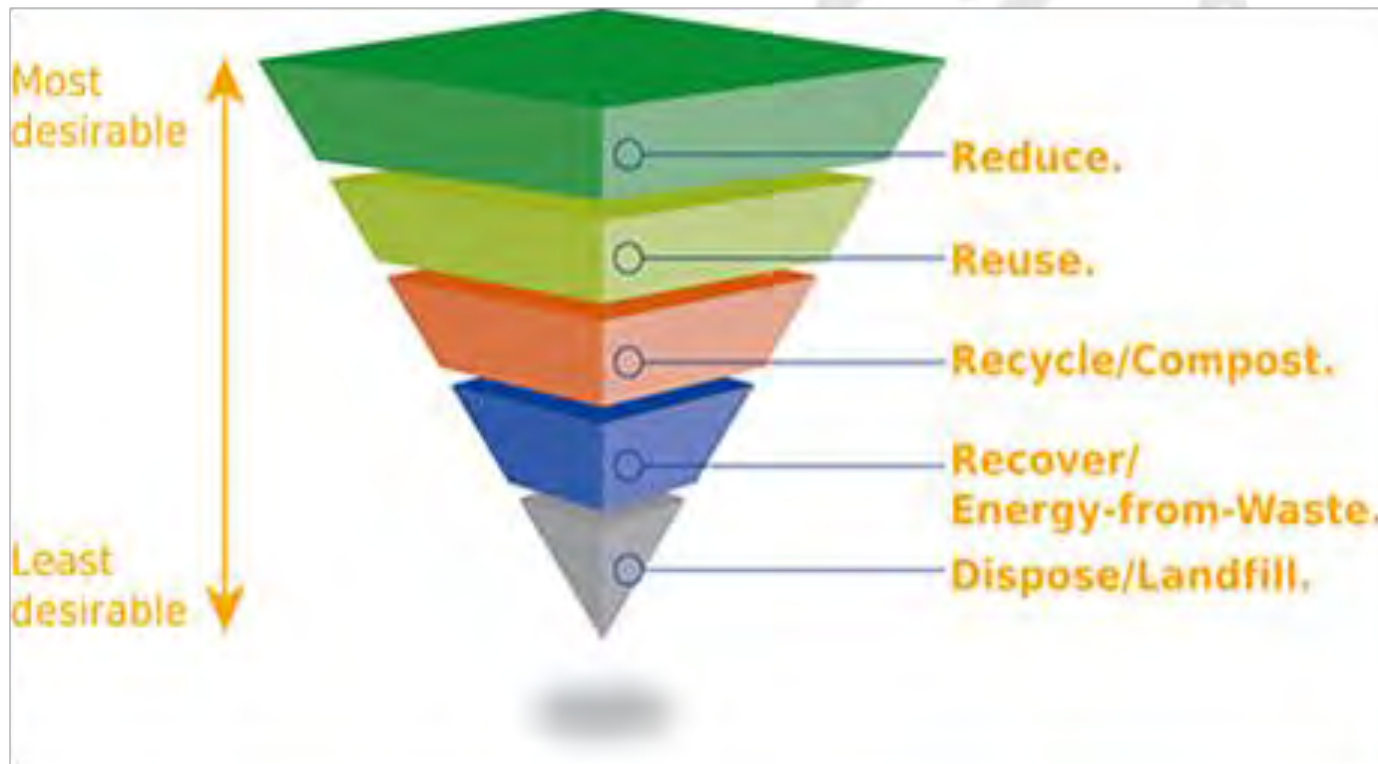 Most
desirable
Reduce.
Reuse.
Recycle/Compost.
Recover/
Energy-from-Waste.
Least
desirable
Dispose/Landfill.